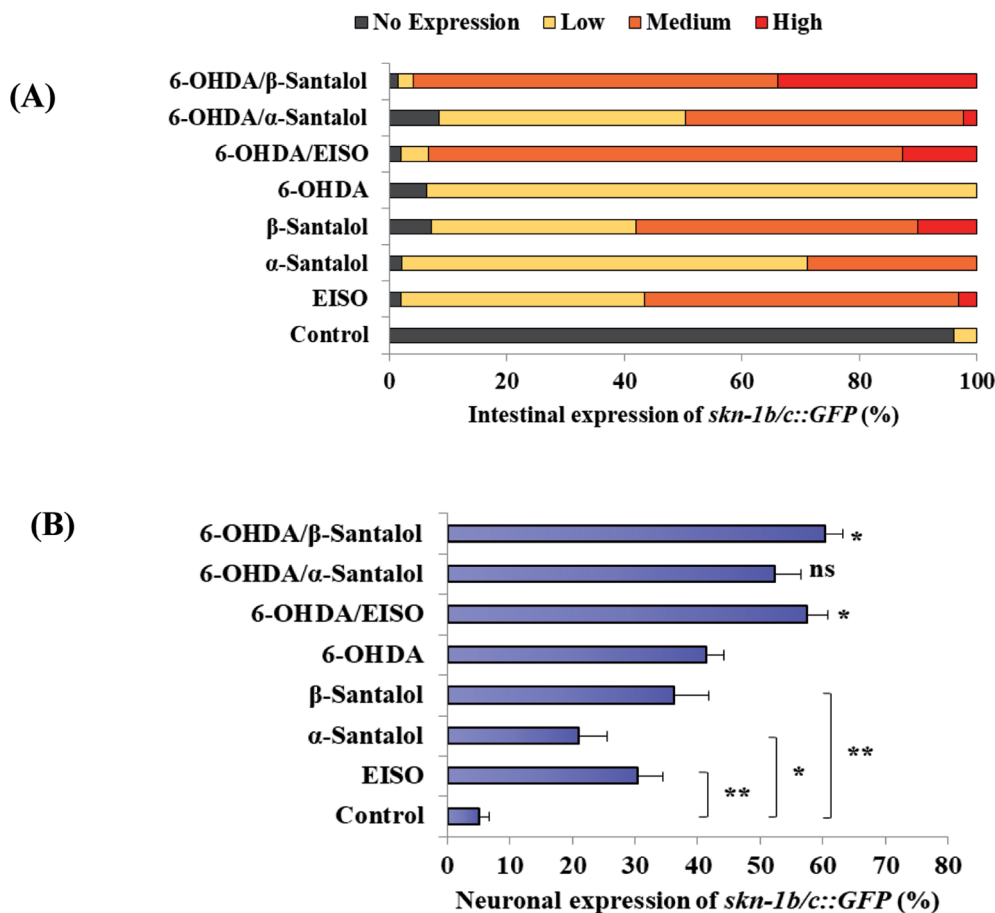 No Expression Low Medium High
(A)
6-OHDA/β-Santalol
6-OHDA/α-Santalol
6-OHDA/EISO
6-OHDA
β-Santalol
α-Santalol
EISO
Control
0 20 40 60 80 100
Intestinal expression of skn-1b/c::GFP (%)
(B)
6-OHDA/β-Santalol *
6-OHDA/α-Santalol ns
6-OHDA/EISO *
6-OHDA
β-Santalol
α-Santalol **
EISO *
Control **
0 10 20 30 40 50 60 70 80
Neuronal expression of skn-1b/c::GFP (%)